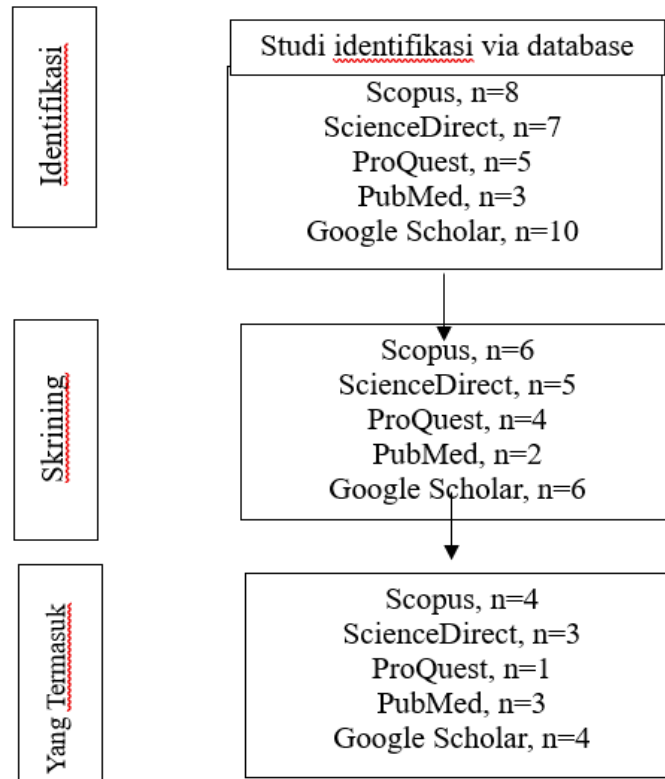 Identifikasi
Studi identifikasi via database
Scopus, n=8
ScienceDirect, n=7
ProQuest, n=5
PubMed, n=3
Google Scholar, n=10
Skrining
Scopus, n=6
ScienceDirect, n=5
ProQuest, n=4
PubMed, n=2
Google Scholar, n=6
Yang Termasuk
Scopus, n=4
ScienceDirect, n=3
ProQuest, n=1
PubMed, n=3
Google Scholar, n=4